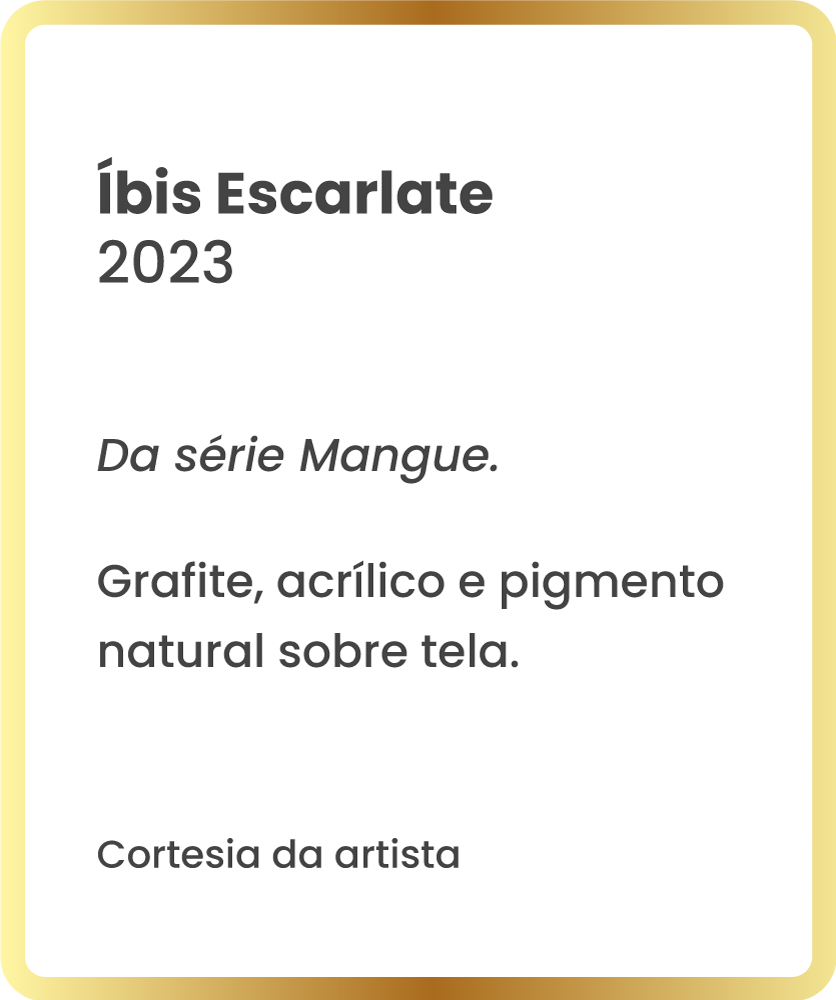 Íbis Escarlate
2023
Da série Mangue.
Grafite, acrílico e pigmento
natural sobre tela.
Cortesia da artista